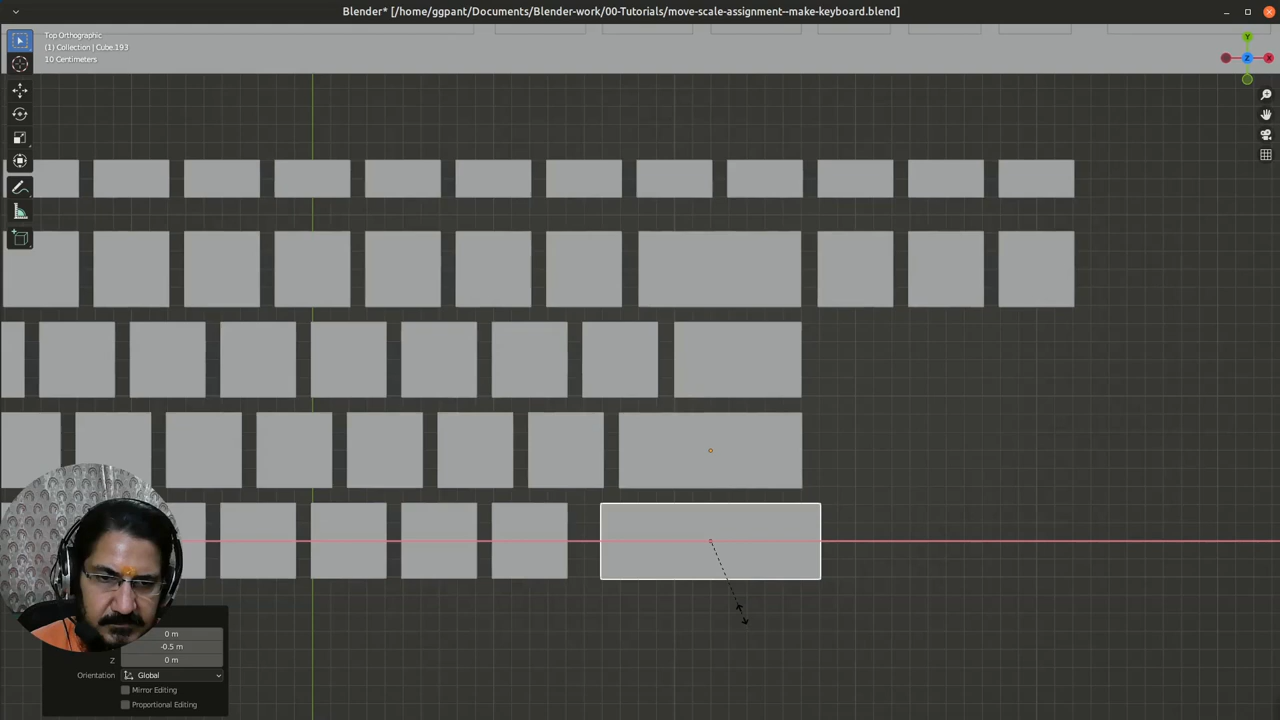 Blender* [/home/ggpant/Documents/Blender-work/00-Tutorials/move-scale-assignment--make-keyboard.blend]
Top Orthographic
(1) Collection | Cube.193
10 Centimeters
Y
Z
X
0 m
-0.5 m
Z 0 m
Orientation Global
Mirror Editing
Proportional Editing